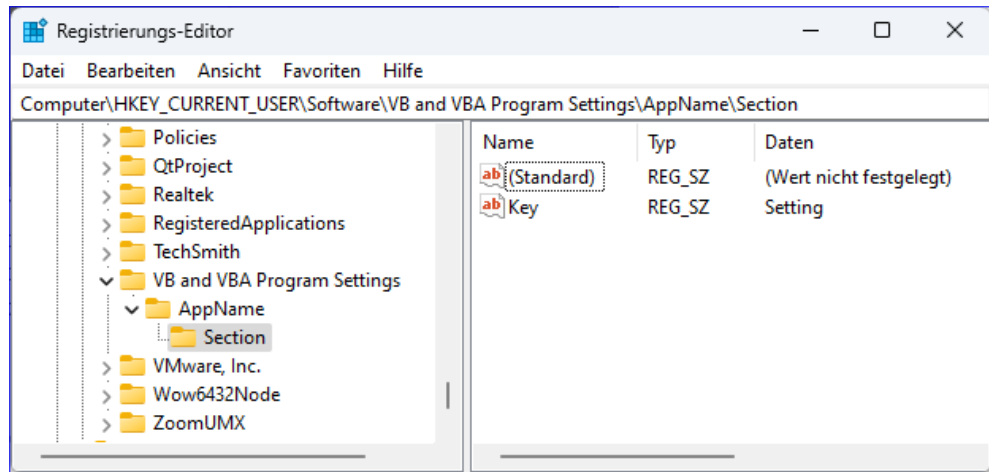 Registrierungs-Editor
Datei Bearbeiten Ansicht Favoriten Hilfe
Computer\HKEY_CURRENT_USER\Software\VB and VBA Program Settings\AppName\Section
Policies
QtProject
Realtek
RegisteredApplications
TechSmith
VB and VBA Program Settings
AppName
Section
VMware, Inc.
Wow6432Node
ZoomUMX
Name Typ Daten
ab (Standard) REG_SZ (Wert nicht festgelegt)
ab Key REG_SZ Setting